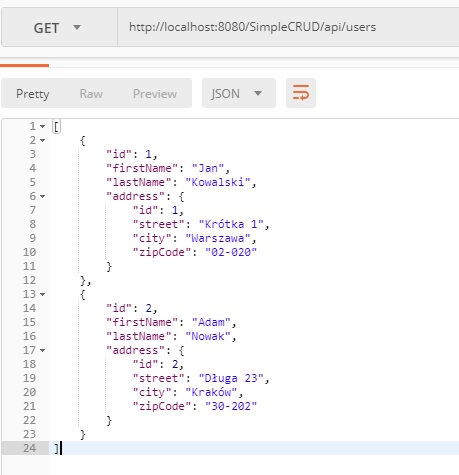 GET http://localhost:8080/SimpleCRUD/api/users
Pretty Raw Preview JSON
1 [
2 {
3 "id": 1,
4 "firstName": "Jan",
5 "lastName": "Kowalski",
6 "address": {
7 "id": 1,
8 "street": "Krótka 1",
9 "city": "Warszawa",
10 "zipCode": "02-020"
11 }
12 },
13 {
14 "id": 2,
15 "firstName": "Adam",
16 "lastName": "Nowak",
17 "address": {
18 "id": 2,
19 "street": "Długa 23",
20 "city": "Kraków",
21 "zipCode": "30-202"
22 }
23 }
24 ]